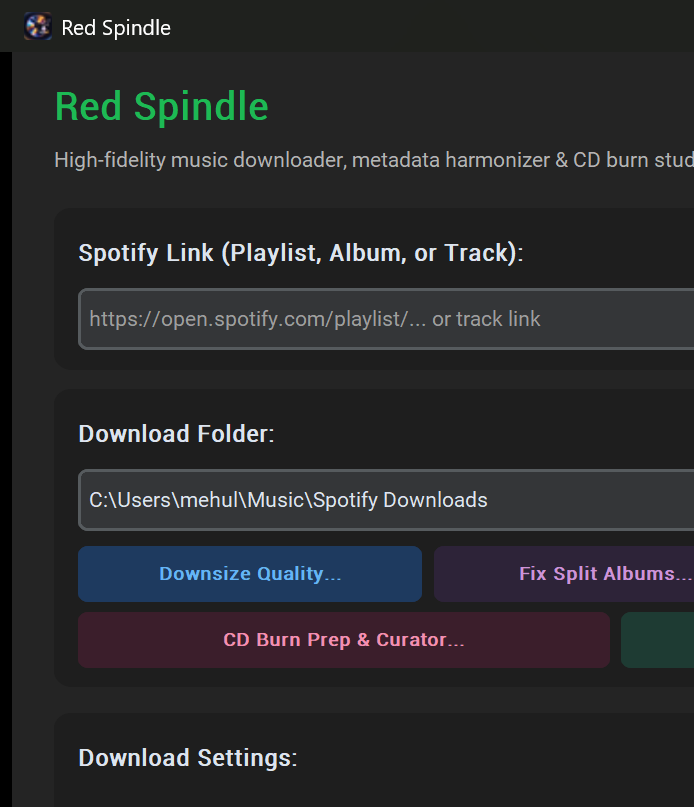 Red Spindle
Red Spindle
High-fidelity music downloader, metadata harmonizer & CD burn stud
Spotify Link (Playlist, Album, or Track):
https://open.spotify.com/playlist/... or track link
Download Folder:
C:\Users\mehul\Music\Spotify Downloads
Downsize Quality... Fix Split Albums...
CD Burn Prep & Curator...
Download Settings: